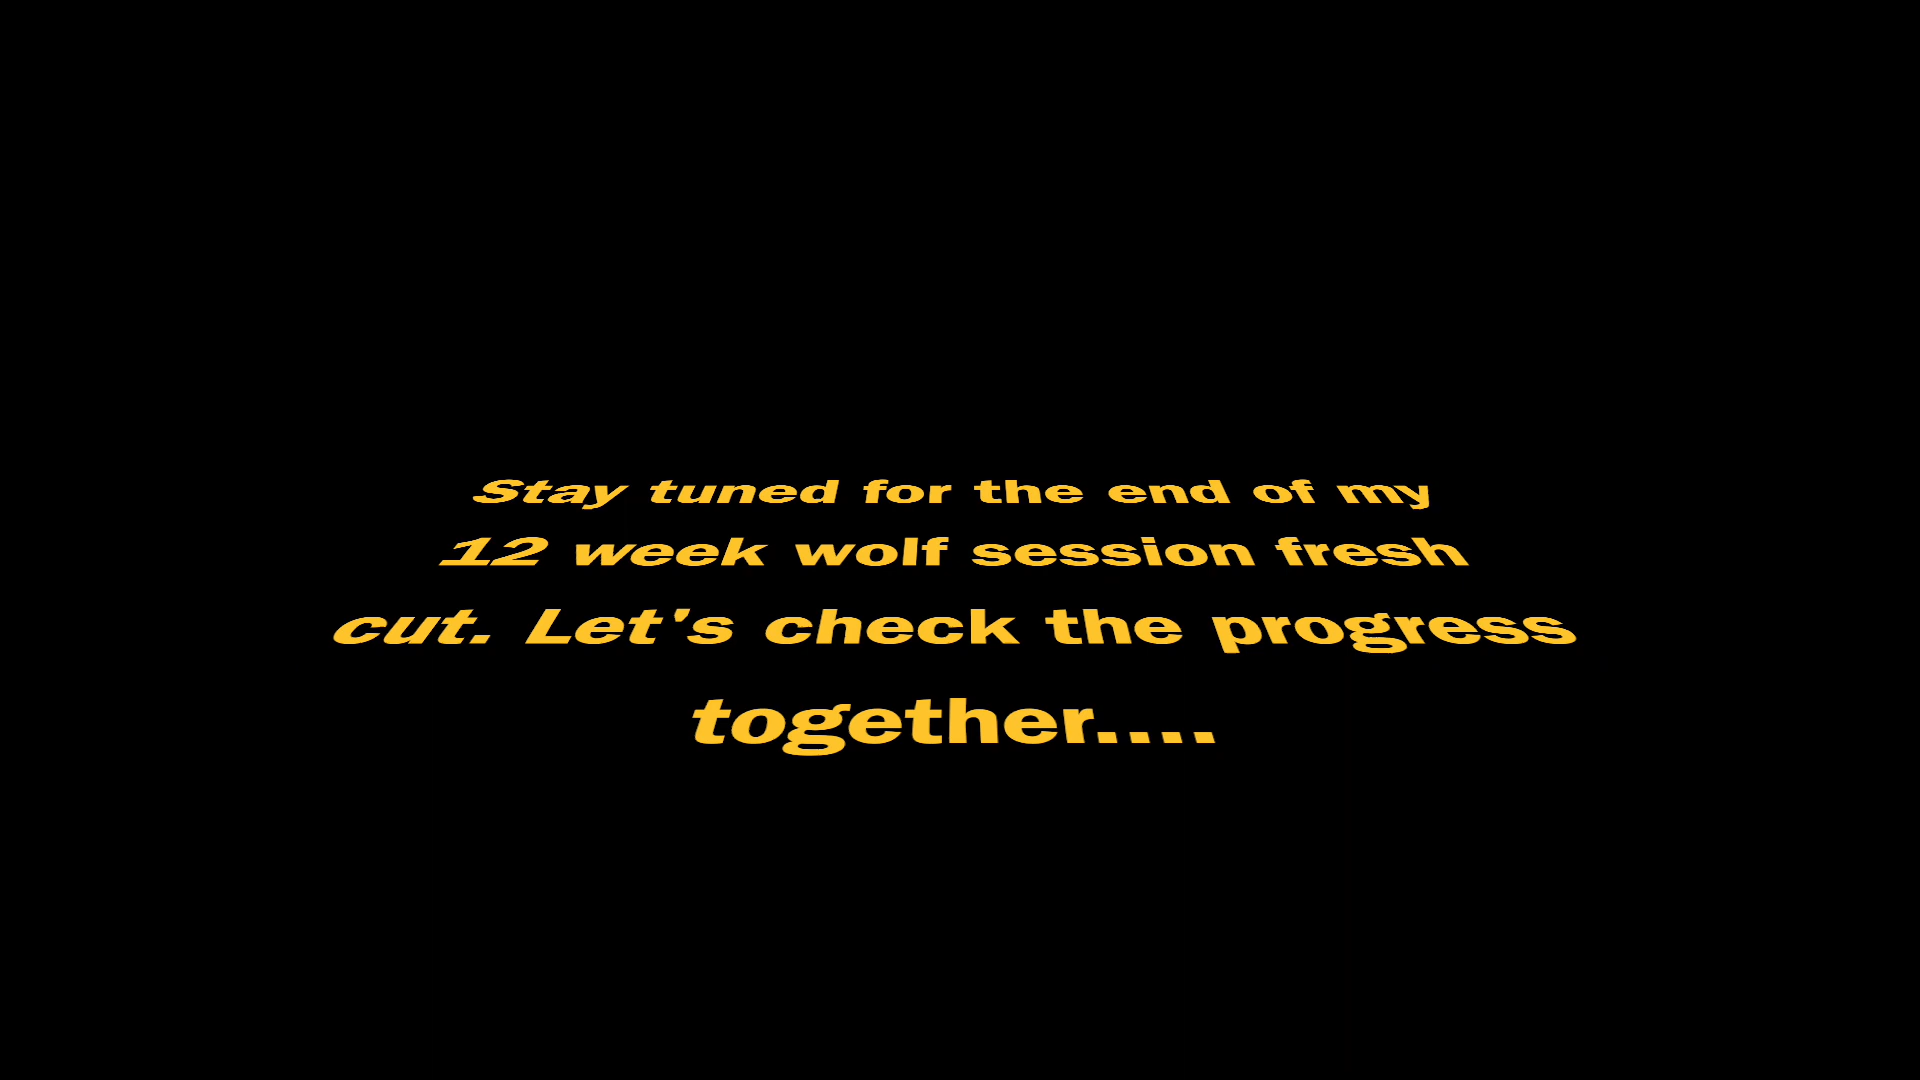 Stay tuned for the end of my
12 week wolf session fresh
cut. Let's check the progress
together....